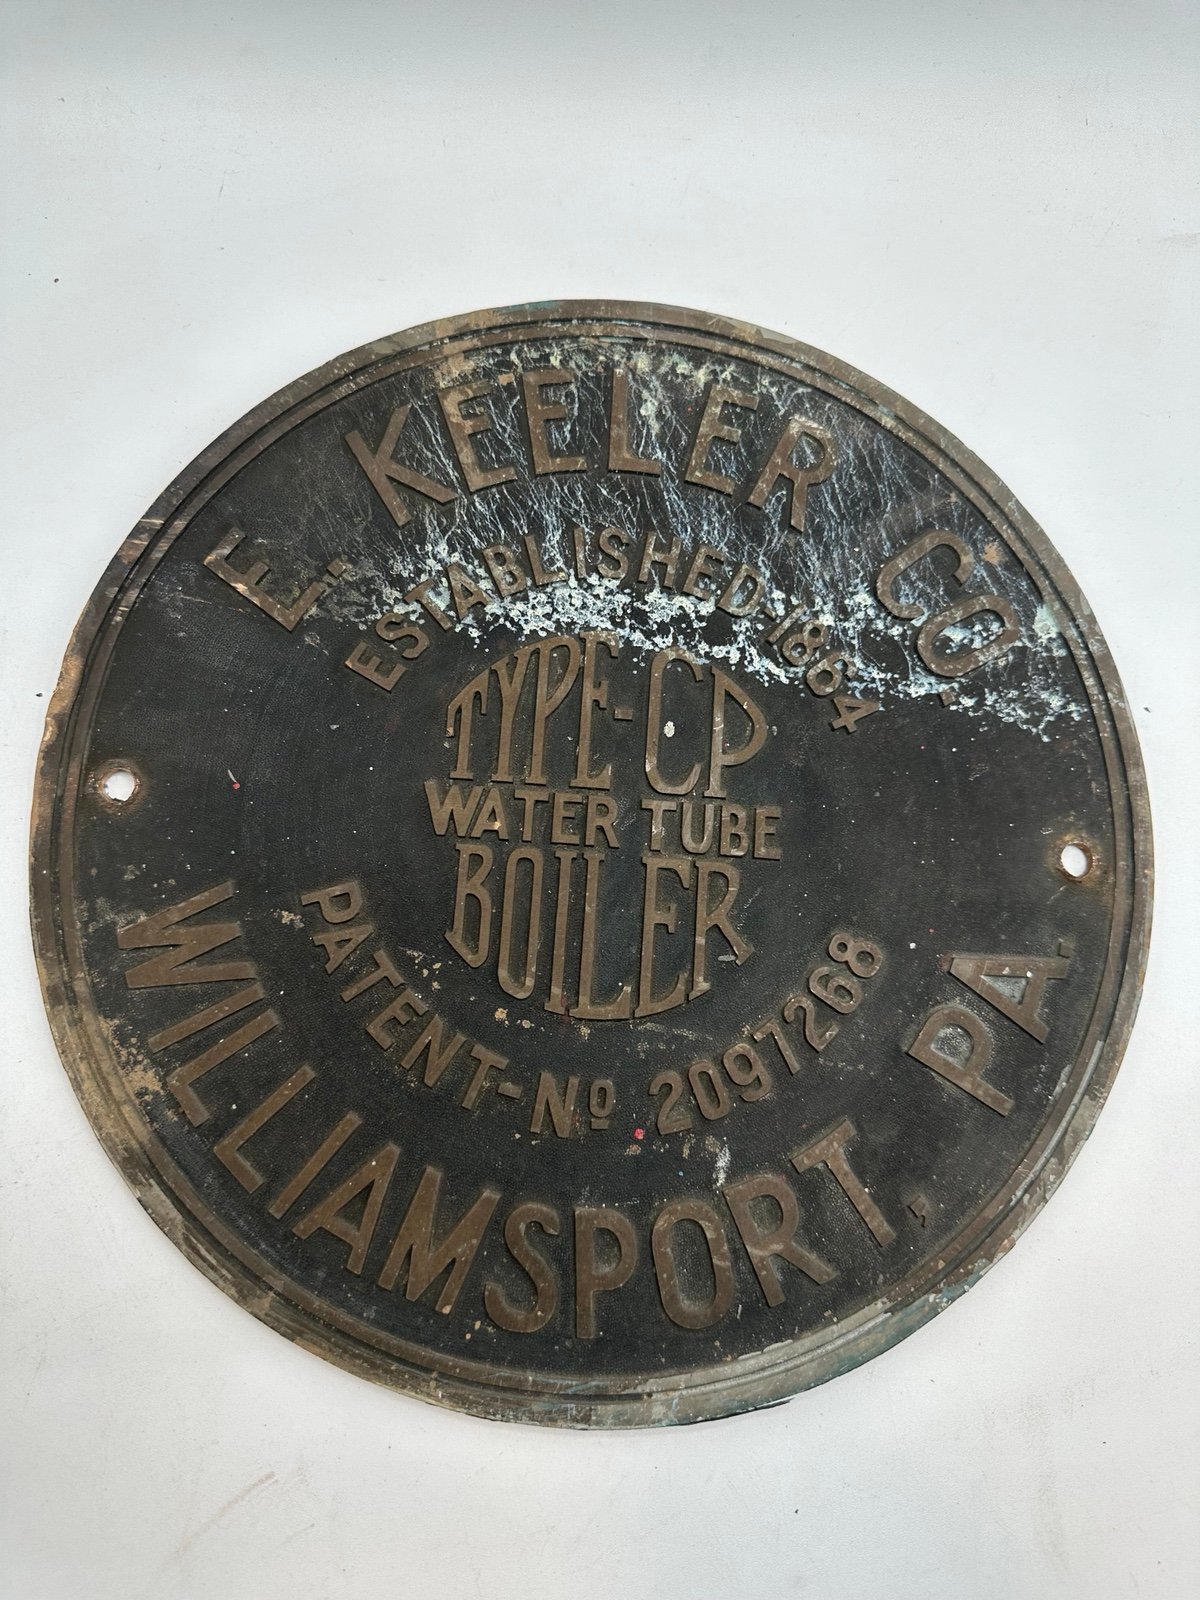 E. KEELER CO.
ESTABLISHED-1864
TYPE-CP
WATER TUBE
BOILER
PATENT-Nº 2097268
WILLIAMSPORT, PA.